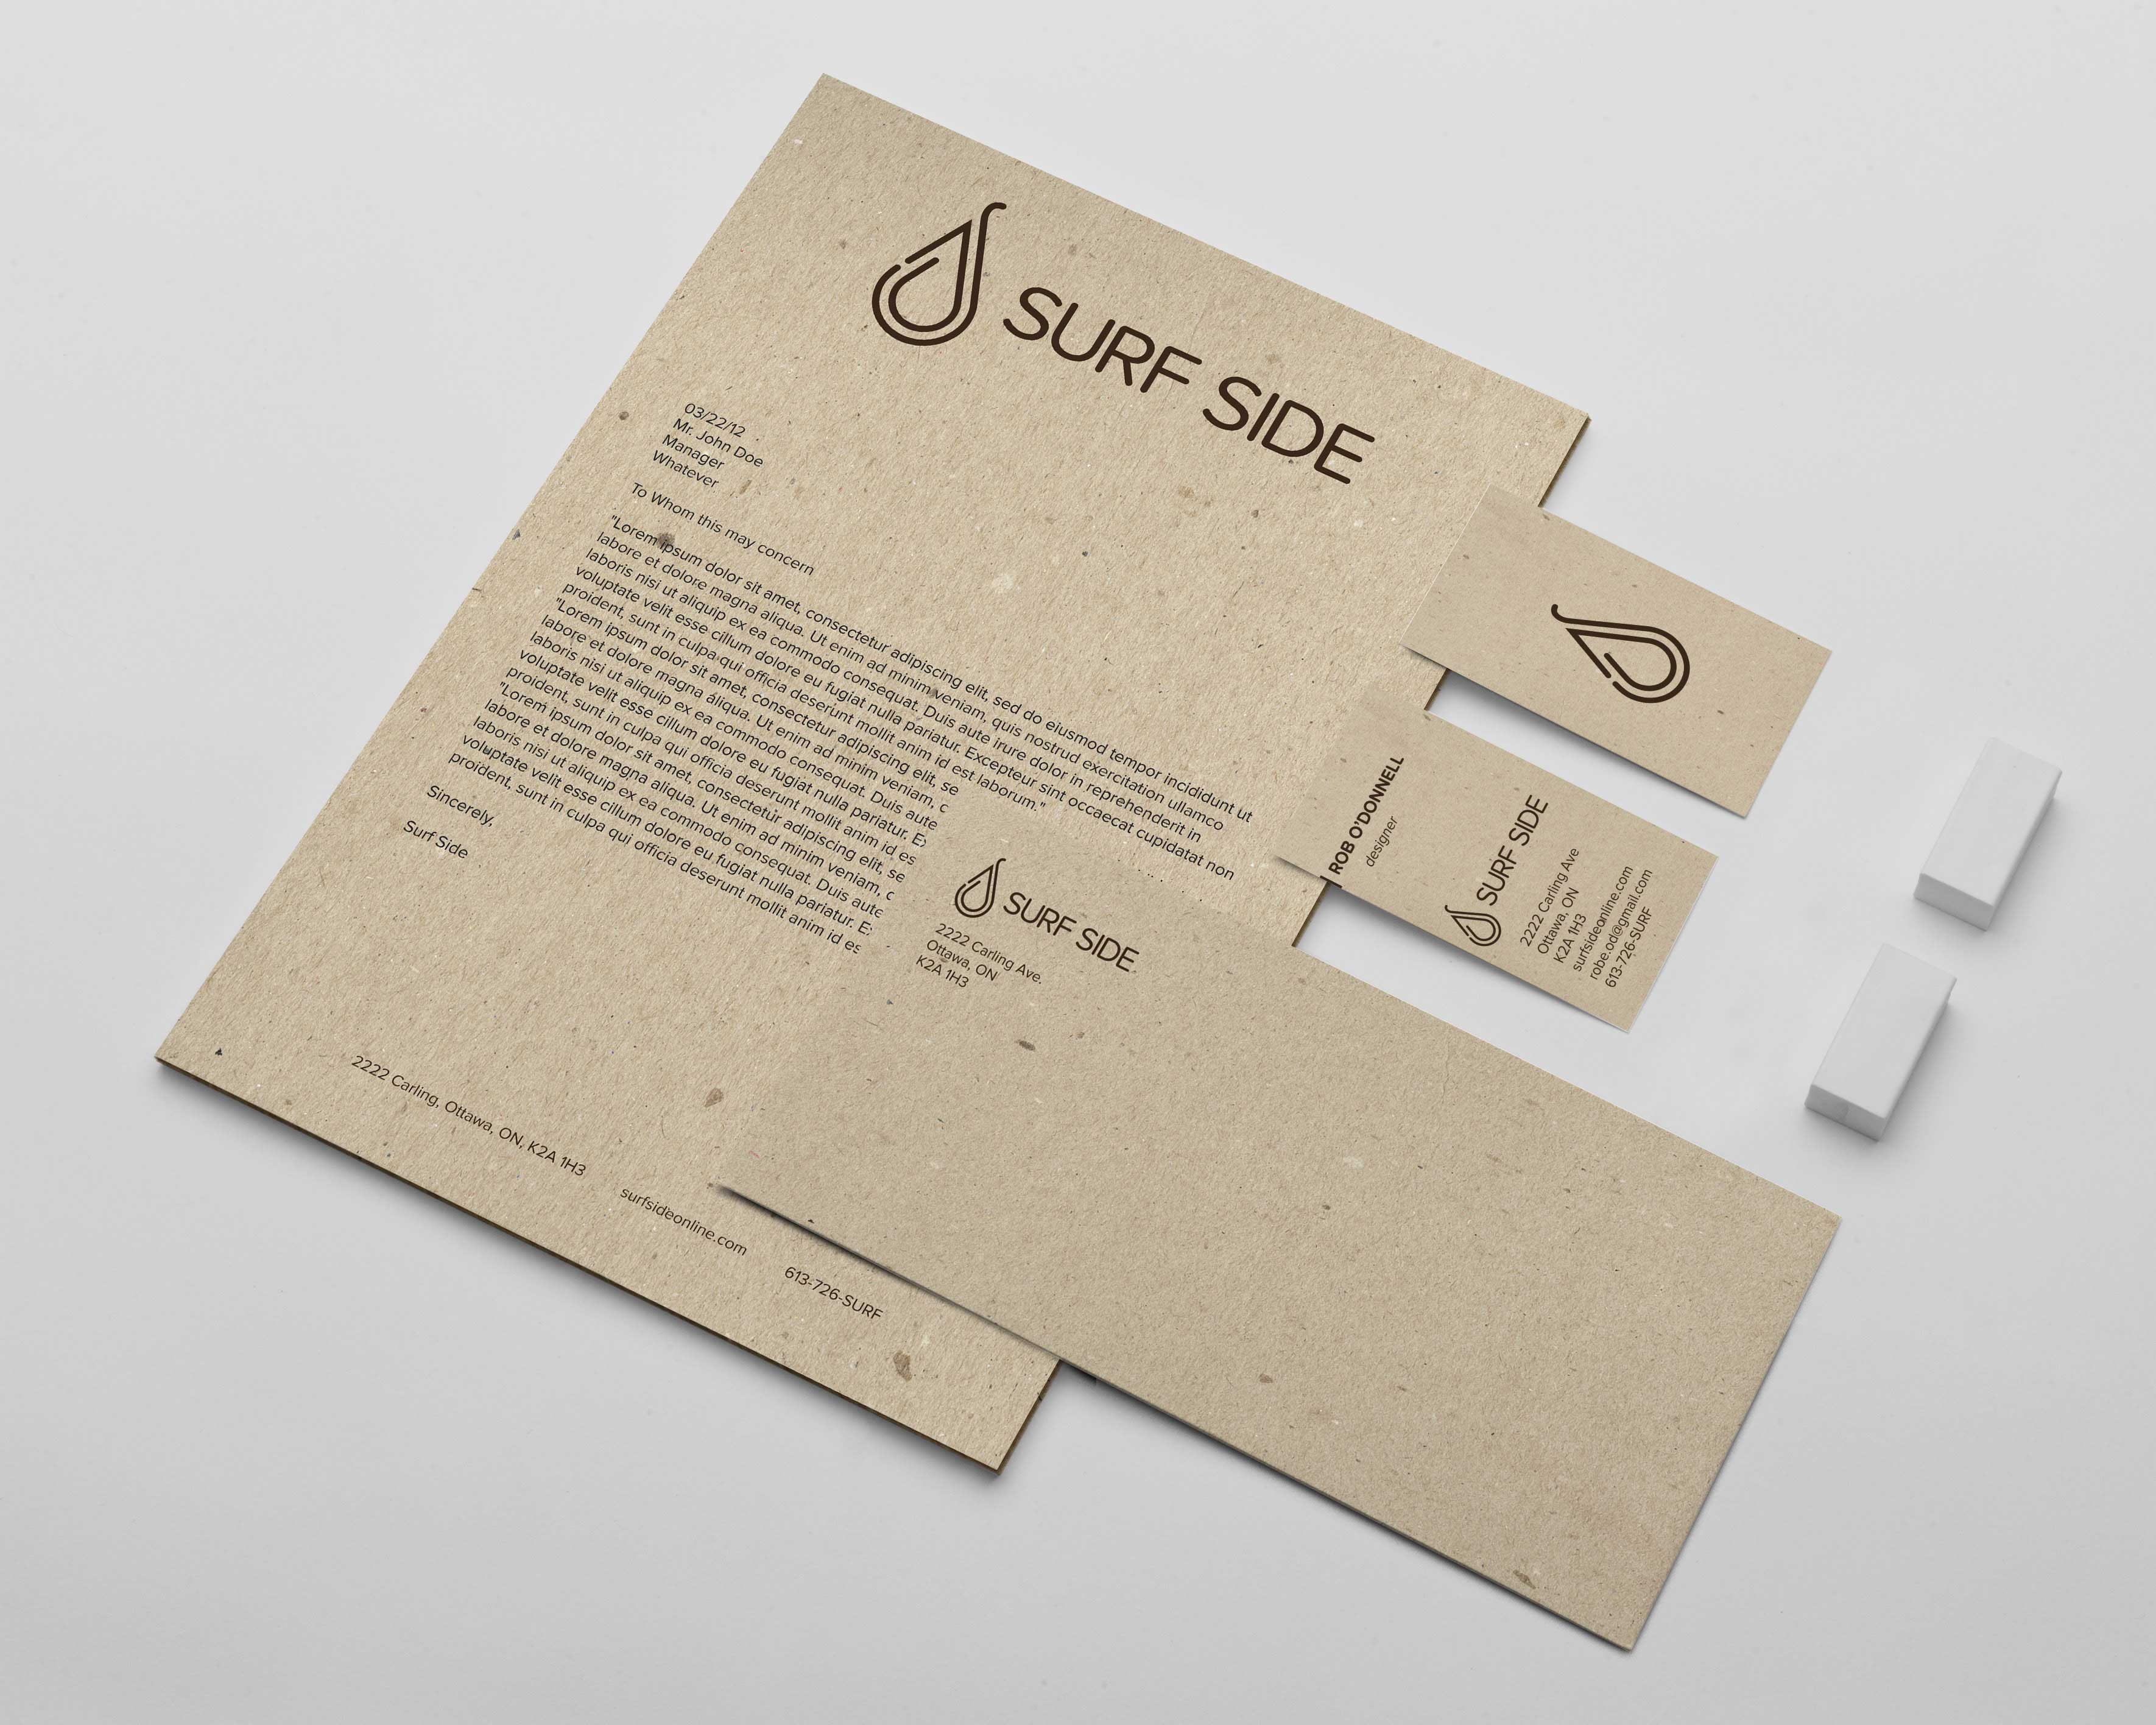 SURF SIDE
03/22/12
Mr. John Doe
Manager
Whatever
To Whom this may concern
"Lorem ipsum dolor sit amet, consectetur adipiscing elit, sed do eiusmod tempor incididunt ut
labore et dolore magna aliqua. Ut enim ad minim veniam, quis nostrud exercitation ullamco
laboris nisi ut aliquip ex ea commodo consequat. Duis aute irure dolor in reprehenderit in
voluptate velit esse cillum dolore eu fugiat nulla pariatur. Excepteur sint occaecat cupidatat non
proident, sunt in culpa qui officia deserunt mollit anim id est laborum."
"Lorem ipsum dolor sit amet, consectetur adipiscing elit, se
labore et dolore magna aliqua. Ut enim ad minim veniam,
laboris nisi ut aliquip ex ea commodo consequat. Duis aute
voluptate velit esse cillum dolore eu fugiat nulla pariatur. E
proident, sunt in culpa qui officia deserunt mollit anim id es
"Lorem ipsum dolor sit amet, consectetur adipiscing elit, se
labore et dolore magna aliqua. Ut enim ad minim veniam,
laboris nisi ut aliquip ex ea commodo consequat. Duis aute
voluptate velit esse cillum dolore eu fugiat nulla pariatur. E
proident, sunt in culpa qui officia deserunt mollit anim id es
Sincerely,
Surf Side
2222 Carling, Ottawa, ON, K2A 1H3
surfsideonline.com
613-726-SURF
SURF SIDE
2222 Carling Ave.
Ottawa, ON
K2A 1H3
ROB O'DONNELL
designer
SURF SIDE
2222 Carling Ave
Ottawa, ON
K2A 1H3
surfsideonline.com
robe.od@gmail.com
613-726-SURF